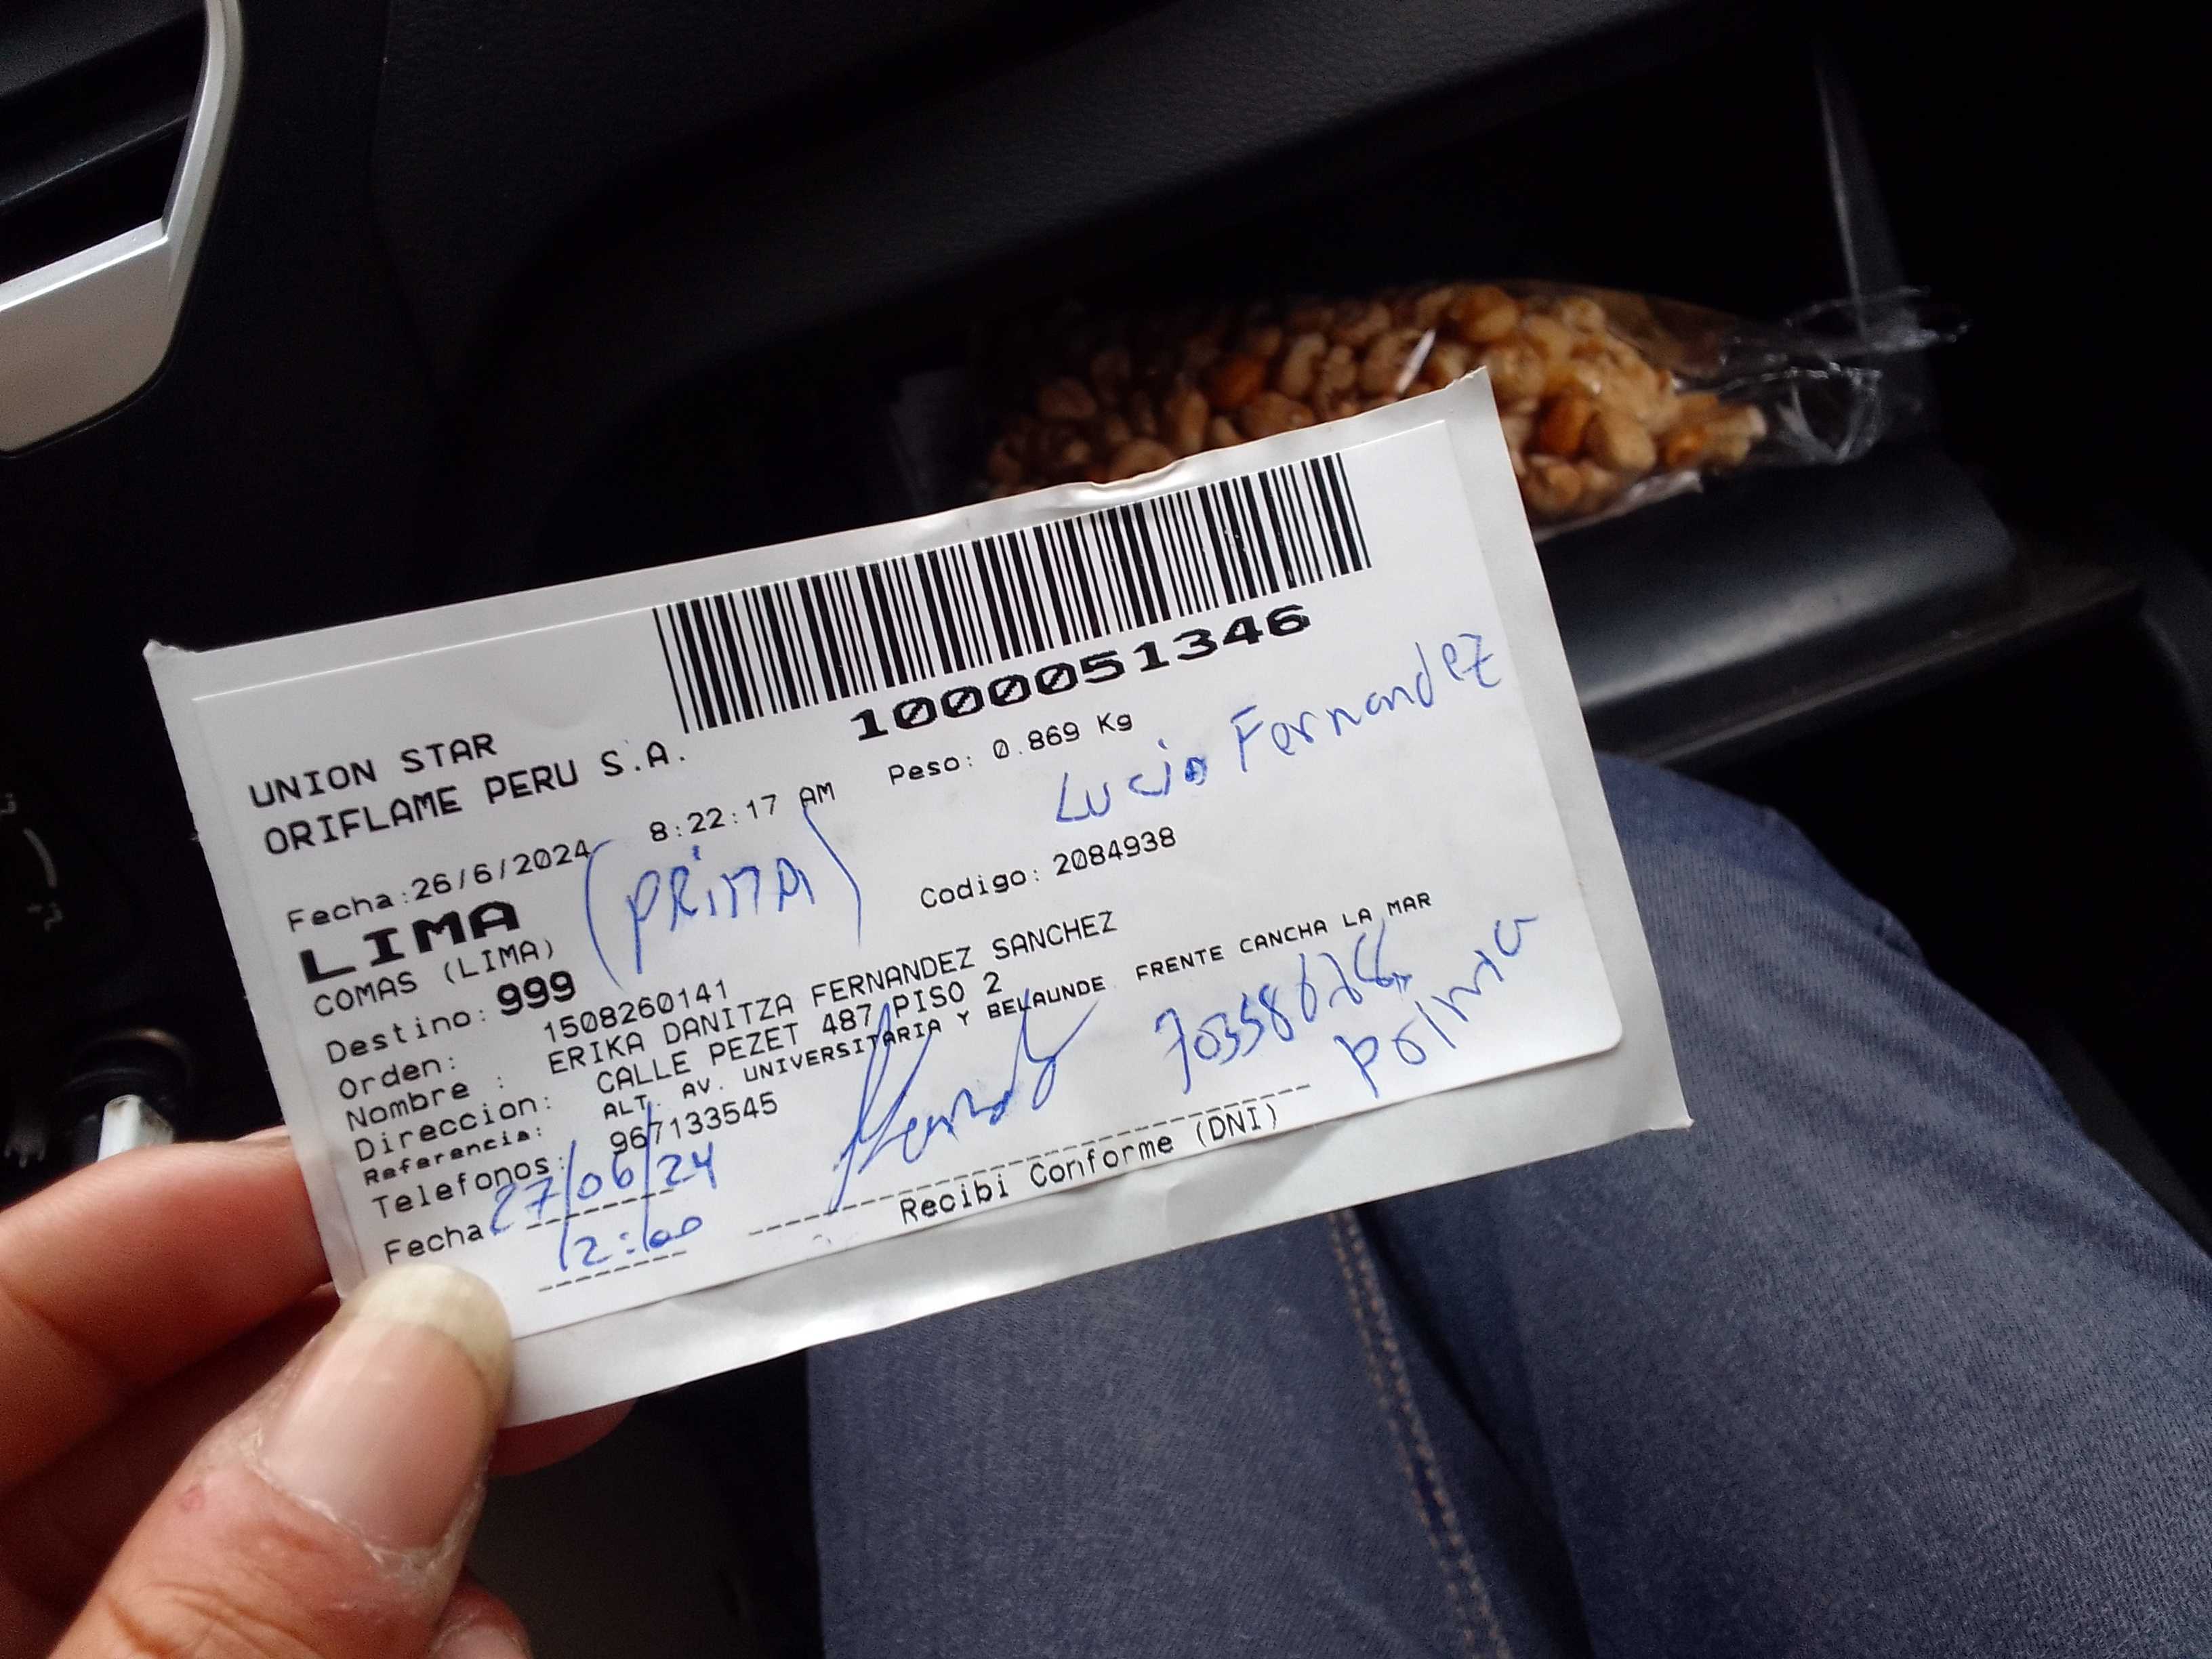 1000051346
UNION STAR
ORIFLAME PERU S.A.
Fecha:26/6/2024 8:22:17 AM Peso: 0.869 Kg
Lucio Fernandez
LIMA (PRIMA) Codigo: 2084938
COMAS (LIMA)
Destino: 999
Orden: 1508260141
Nombre : ERIKA DANITZA FERNANDEZ SANCHEZ
Direccion: CALLE PEZET 487 PISO 2
Referencia: ALT. AV. UNIVERSITARIA Y BELAUNDE FRENTE CANCHA LA MAR
Telefonos: 967133545
Fecha 27/06/24
12:00
Recibi Conforme (DNI)